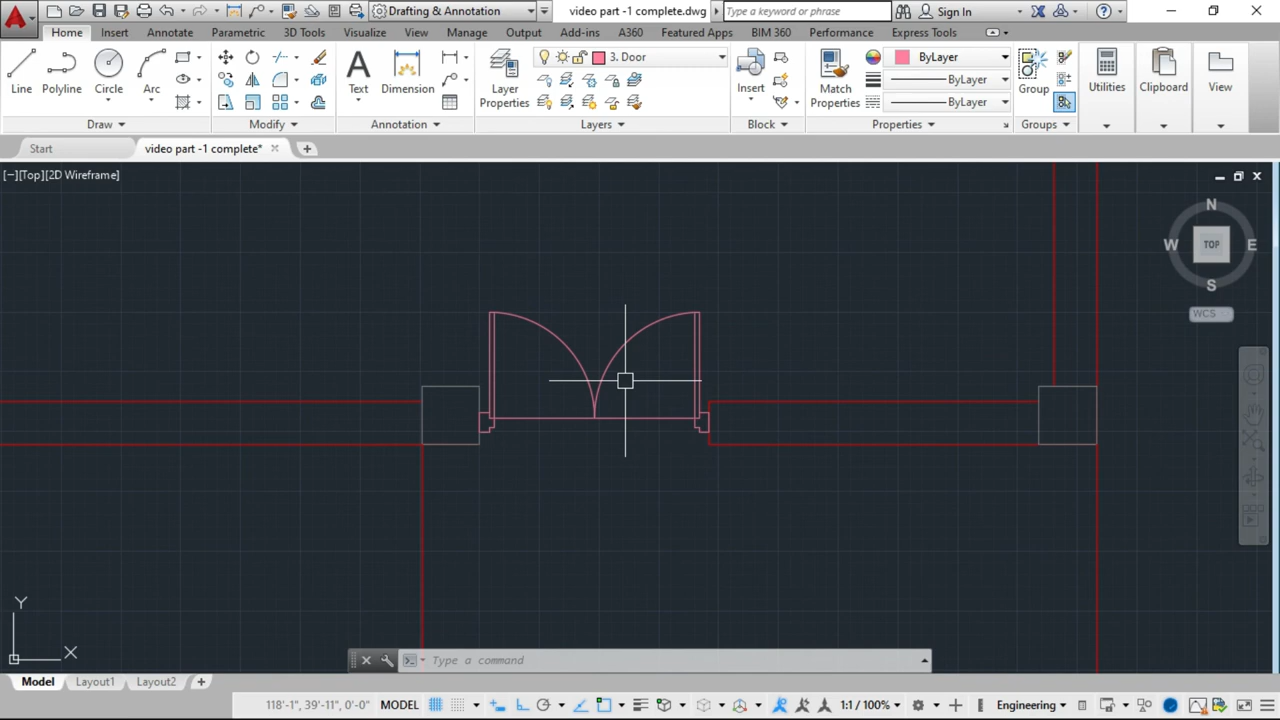 Drafting & Annotation video part -1 complete.dwg Type a keyword or phrase Sign In
Home Insert Annotate Parametric 3D Tools Visualize View Manage Output Add-ins A360 Featured Apps BIM 360 Performance Express Tools
3. Door ByLayer
ByLayer
ByLayer
Line Polyline Circle Arc Text Dimension Layer Properties Insert Match Properties Group Utilities Clipboard View
Draw Modify Annotation Layers Block Properties Groups
Start video part -1 complete*
[−][Top][2D Wireframe]
N
W TOP E
S
WCS
Y
X
Type a command
Model Layout1 Layout2
118'-1", 39'-11", 0'-0" MODEL 1:1 / 100% Engineering